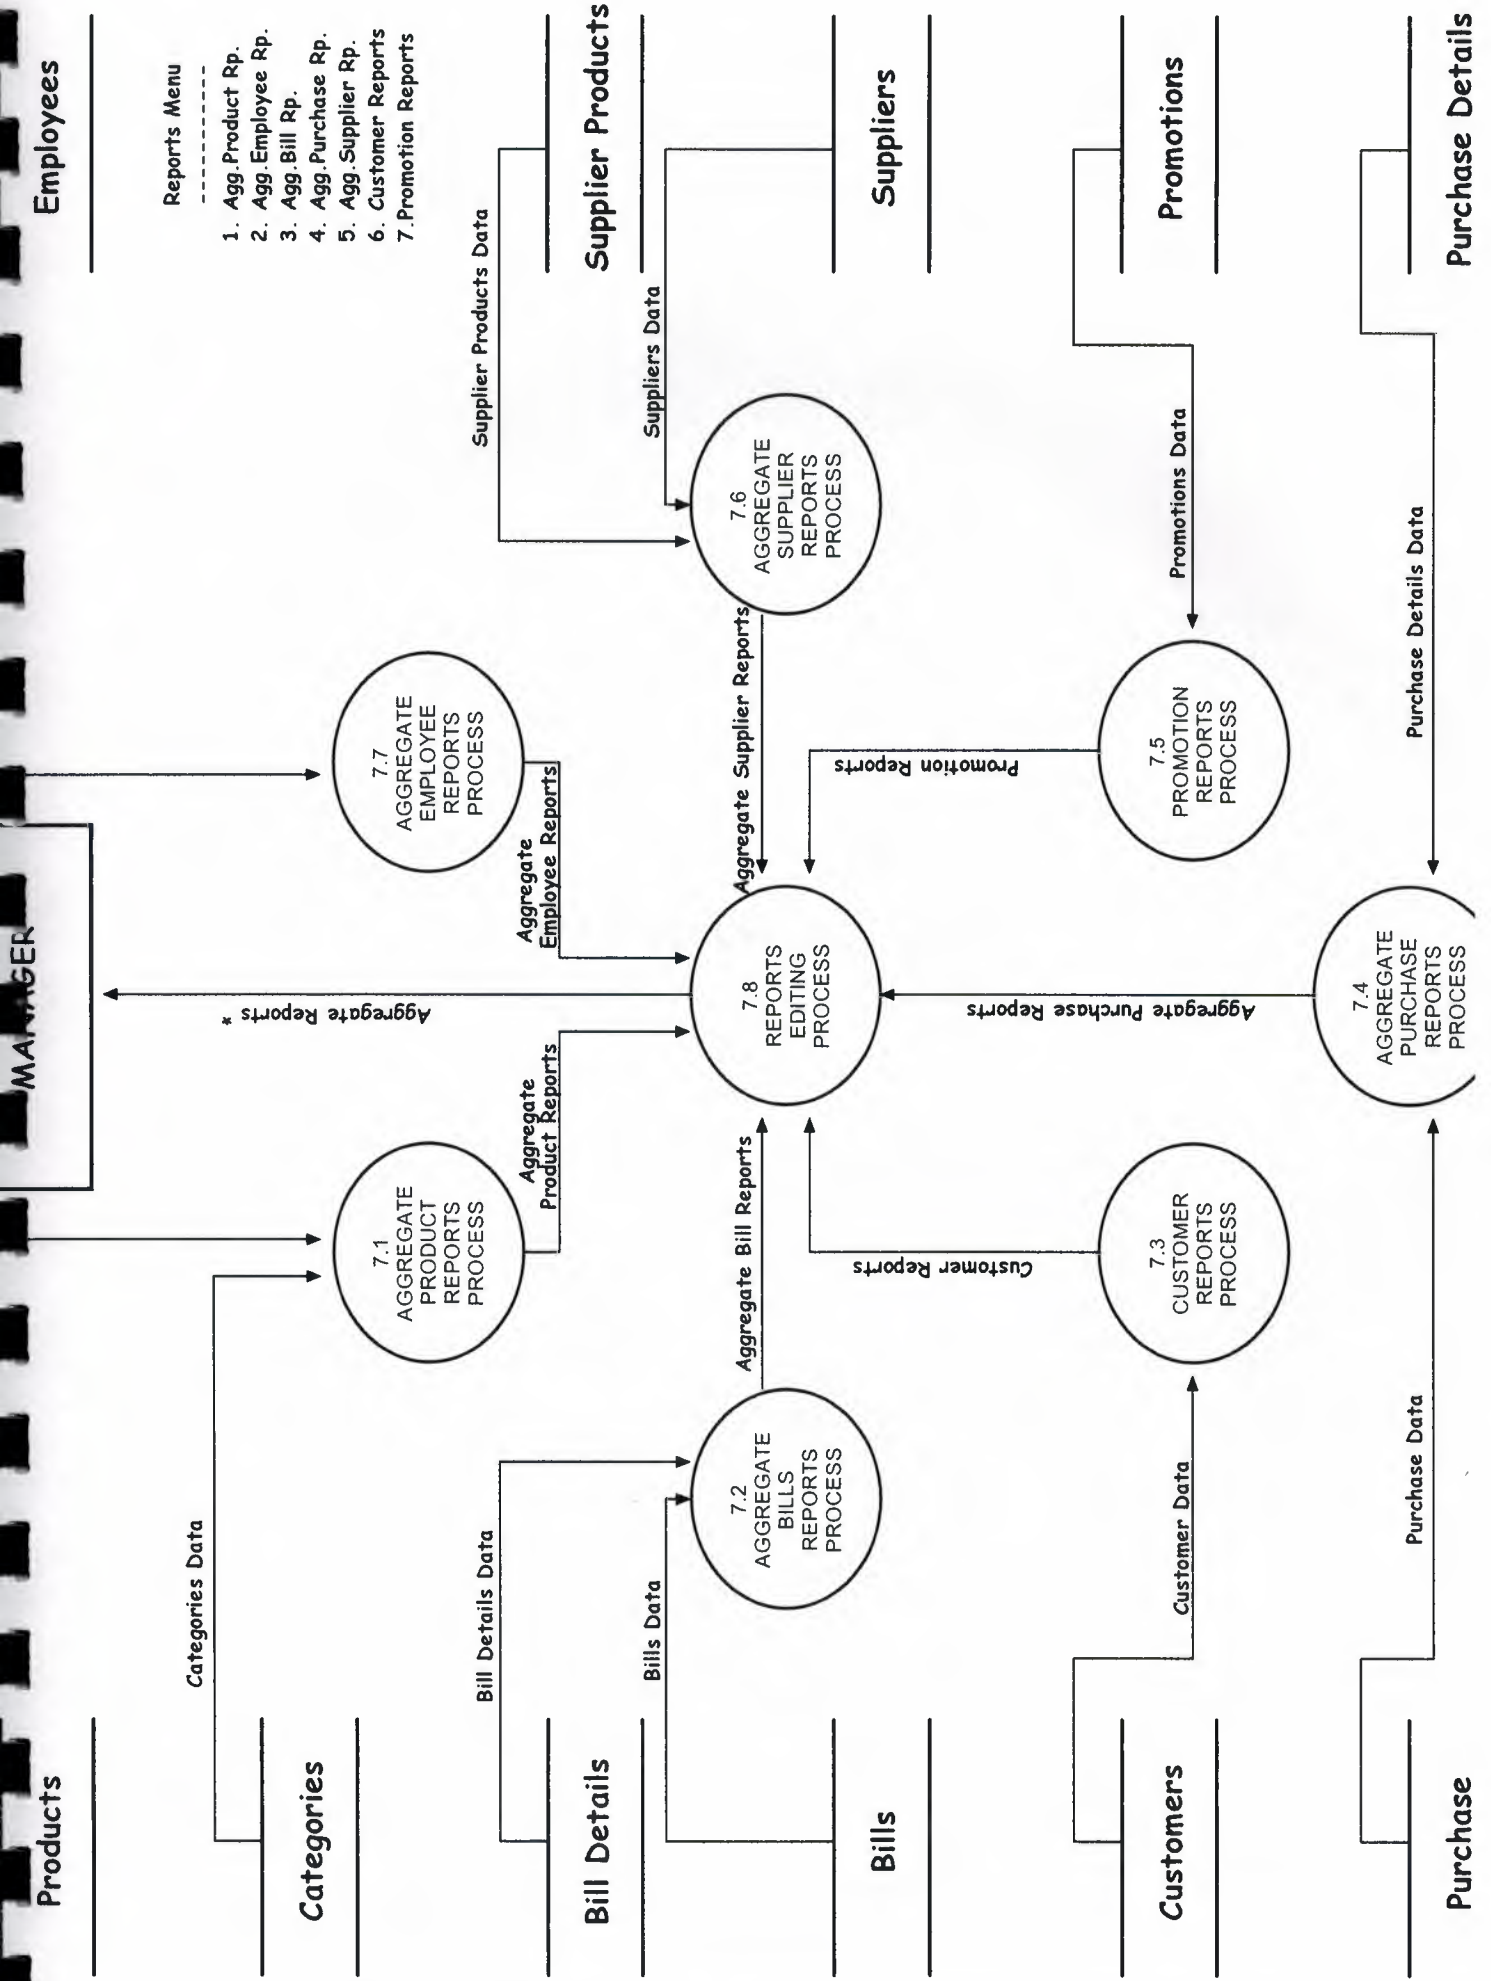 Products
MANAGER
Employees
Reports Menu
----------
1. Agg.Product Rp.
2. Agg.Employee Rp.
3. Agg.Bill Rp.
4. Agg.Purchase Rp.
5. Agg.Supplier Rp.
6. Customer Reports
7.Promotion Reports
Categories Data
Categories
7.1
AGGREGATE
PRODUCT
REPORTS
PROCESS
Aggregate Reports *
7.7
AGGREGATE
EMPLOYEE
REPORTS
PROCESS
Aggregate
Product Reports
Aggregate
Employee Reports
Bill Details Data
Supplier Products Data
Bill Details
Supplier Products
Bills Data
Suppliers Data
7.2
AGGREGATE
BILLS
REPORTS
PROCESS
Aggregate Bill Reports
7.8
REPORTS
EDITING
PROCESS
Aggregate Supplier Reports
7.6
AGGREGATE
SUPPLIER
REPORTS
PROCESS
Bills
Suppliers
Customer Reports
Aggregate Purchase Reports
Promotion Reports
Customers
Customer Data
7.3
CUSTOMER
REPORTS
PROCESS
7.5
PROMOTION
REPORTS
PROCESS
Promotions Data
Promotions
Purchase Data
7.4
AGGREGATE
PURCHASE
REPORTS
PROCESS
Purchase Details Data
Purchase
Purchase Details